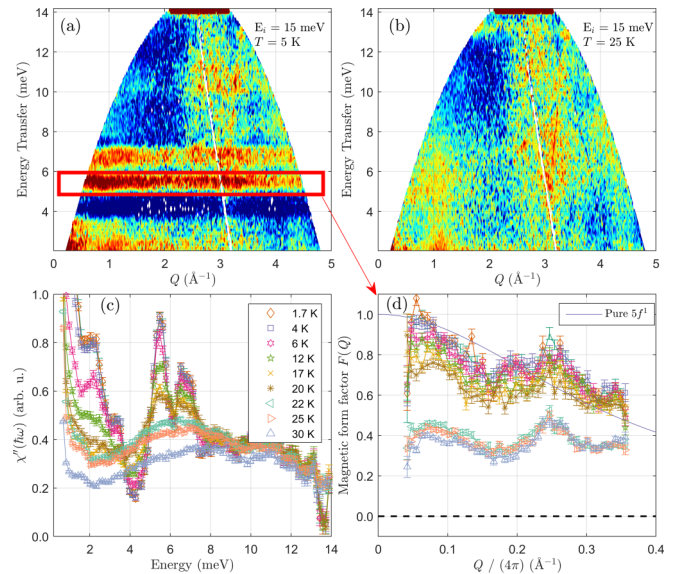 (a)
E_i = 15 meV
T = 5 K
Energy Transfer (meV)
14
12
10
8
6
4
0 1 2 3 4 5
Q (Å⁻¹)
(b)
E_i = 15 meV
T = 25 K
Energy Transfer (meV)
14
12
10
8
6
4
0 1 2 3 4 5
Q (Å⁻¹)
(c)
χ''(ħω) (arb. u.)
1.0
0.8
0.6
0.4
0.2
0.0
2 4 6 8 10 12 14
Energy (meV)
1.7 K
4 K
6 K
12 K
17 K
20 K
22 K
25 K
30 K
(d)
Pure 5f¹
Magnetic form factor F(Q)
1.0
0.8
0.6
0.4
0.2
0.0
0 0.1 0.2 0.3 0.4
Q / (4π) (Å⁻¹)